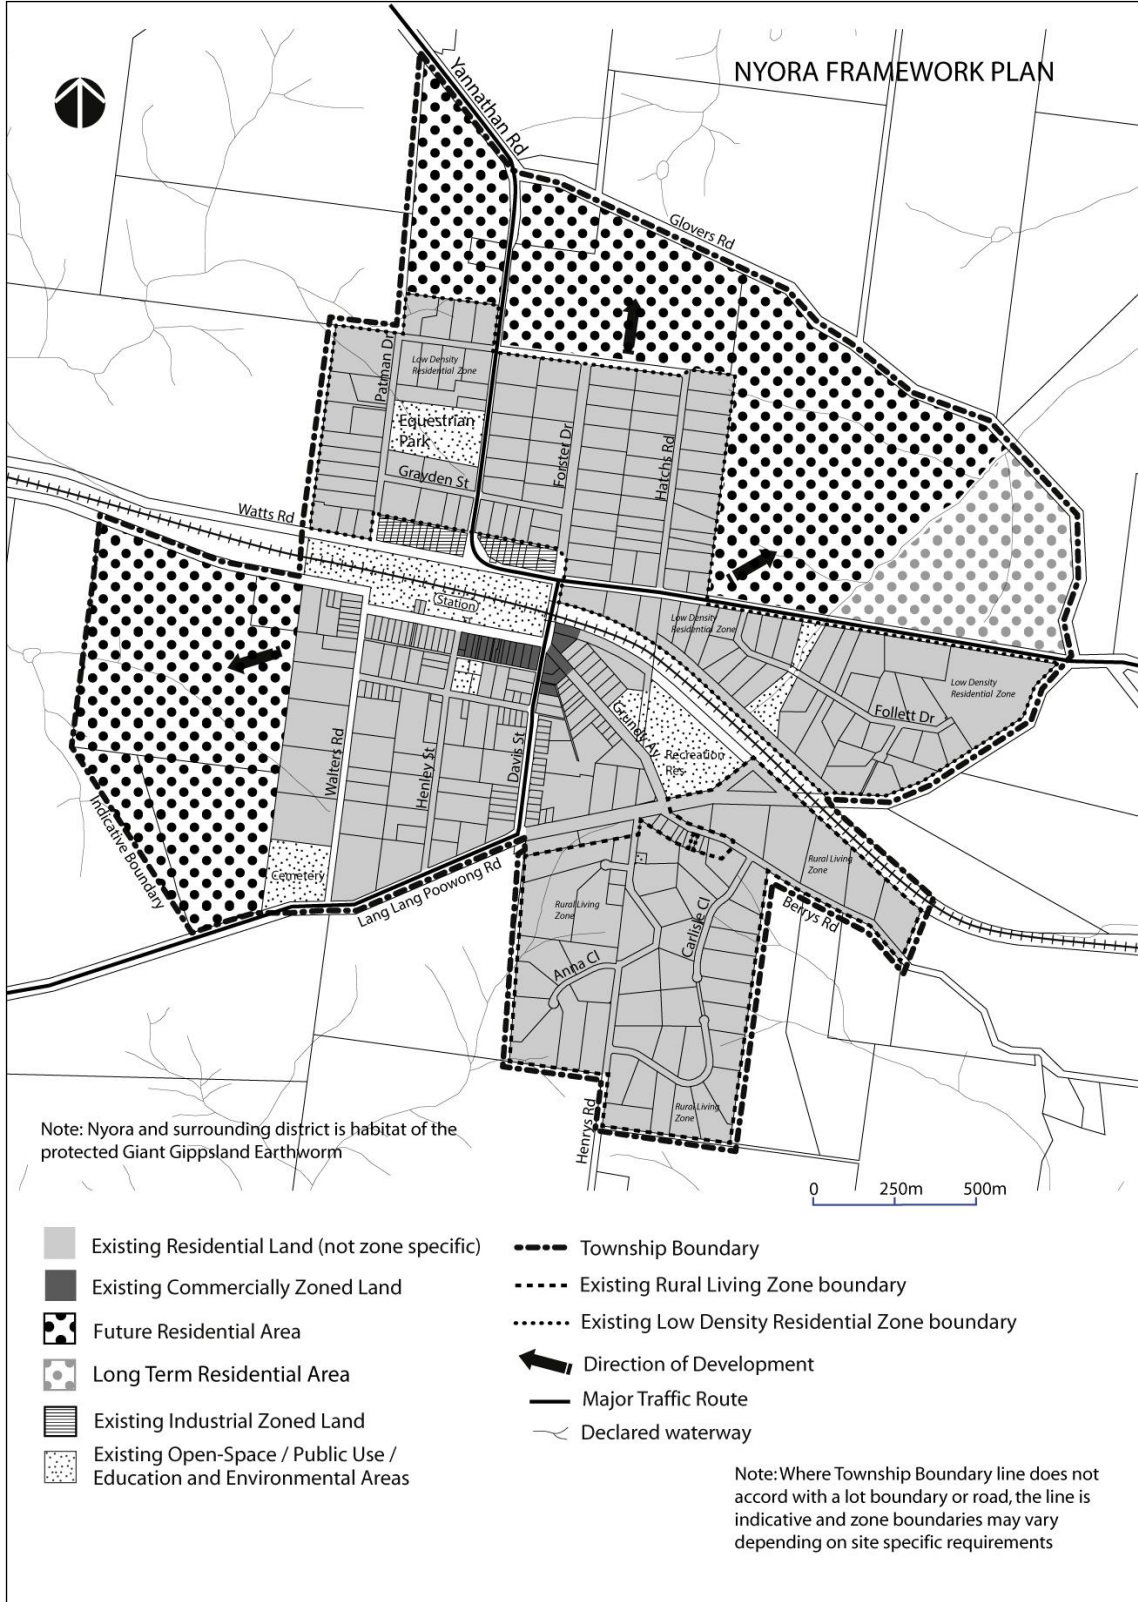 NYORA FRAMEWORK PLAN
Yannathan Rd
Glovers Rd
Patman Dr
Low Density
Residential Zone
Equestrian
Park
Grayden St
Forster Dr
Hatchs Rd
Watts Rd
Station
Low Density
Residential Zone
Low Density
Residential Zone
Follett Dr
Grundy Av
Recreation
Res
Walters Rd
Henley St
Davis St
Indicative Boundary
Cemetery
Lang Lang Poowong Rd
Rural Living
Zone
Rural Living
Zone
Berrys Rd
Carlisle Cl
Anna Cl
Rural Living
Zone
Henrys Rd
Note: Nyora and surrounding district is habitat of the
protected Giant Gippsland Earthworm
0 250m 500m
Existing Residential Land (not zone specific)
Existing Commercially Zoned Land
Future Residential Area
Long Term Residential Area
Existing Industrial Zoned Land
Existing Open-Space / Public Use /
Education and Environmental Areas
Township Boundary
Existing Rural Living Zone boundary
Existing Low Density Residential Zone boundary
Direction of Development
Major Traffic Route
Declared waterway
Note: Where Township Boundary line does not
accord with a lot boundary or road, the line is
indicative and zone boundaries may vary
depending on site specific requirements